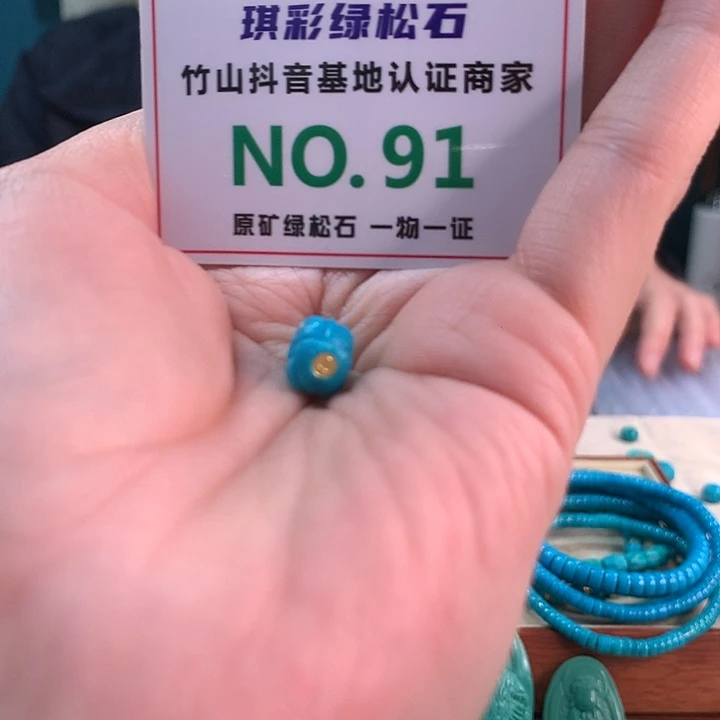 琪彩绿松石
竹山抖音基地认证商家
NO.91
原矿绿松石 一物一证